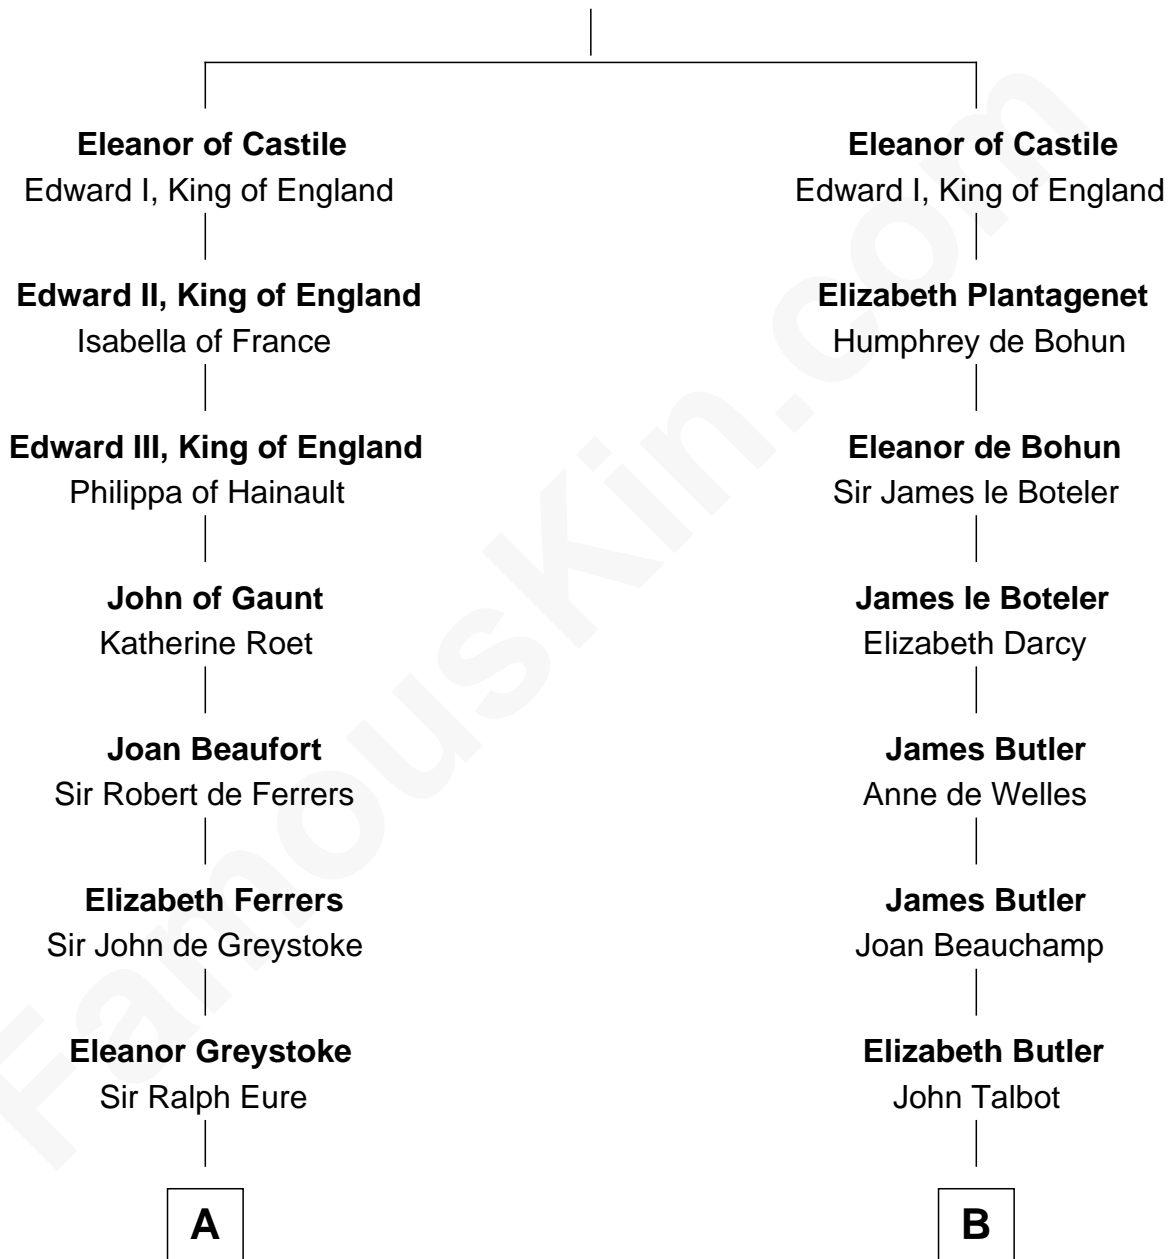 Eleanor of Castile
Edward I, King of England
Edward II, King of England
Isabella of France
Edward III, King of England
Philippa of Hainault
John of Gaunt
Katherine Roet
Joan Beaufort
Sir Robert de Ferrers
Elizabeth Ferrers
Sir John de Greystoke
Eleanor Greystoke
Sir Ralph Eure
A
Eleanor of Castile
Edward I, King of England
Elizabeth Plantagenet
Humphrey de Bohun
Eleanor de Bohun
Sir James le Boteler
James le Boteler
Elizabeth Darcy
James Butler
Anne de Welles
James Butler
Joan Beauchamp
Elizabeth Butler
John Talbot
B
FamousKin.com